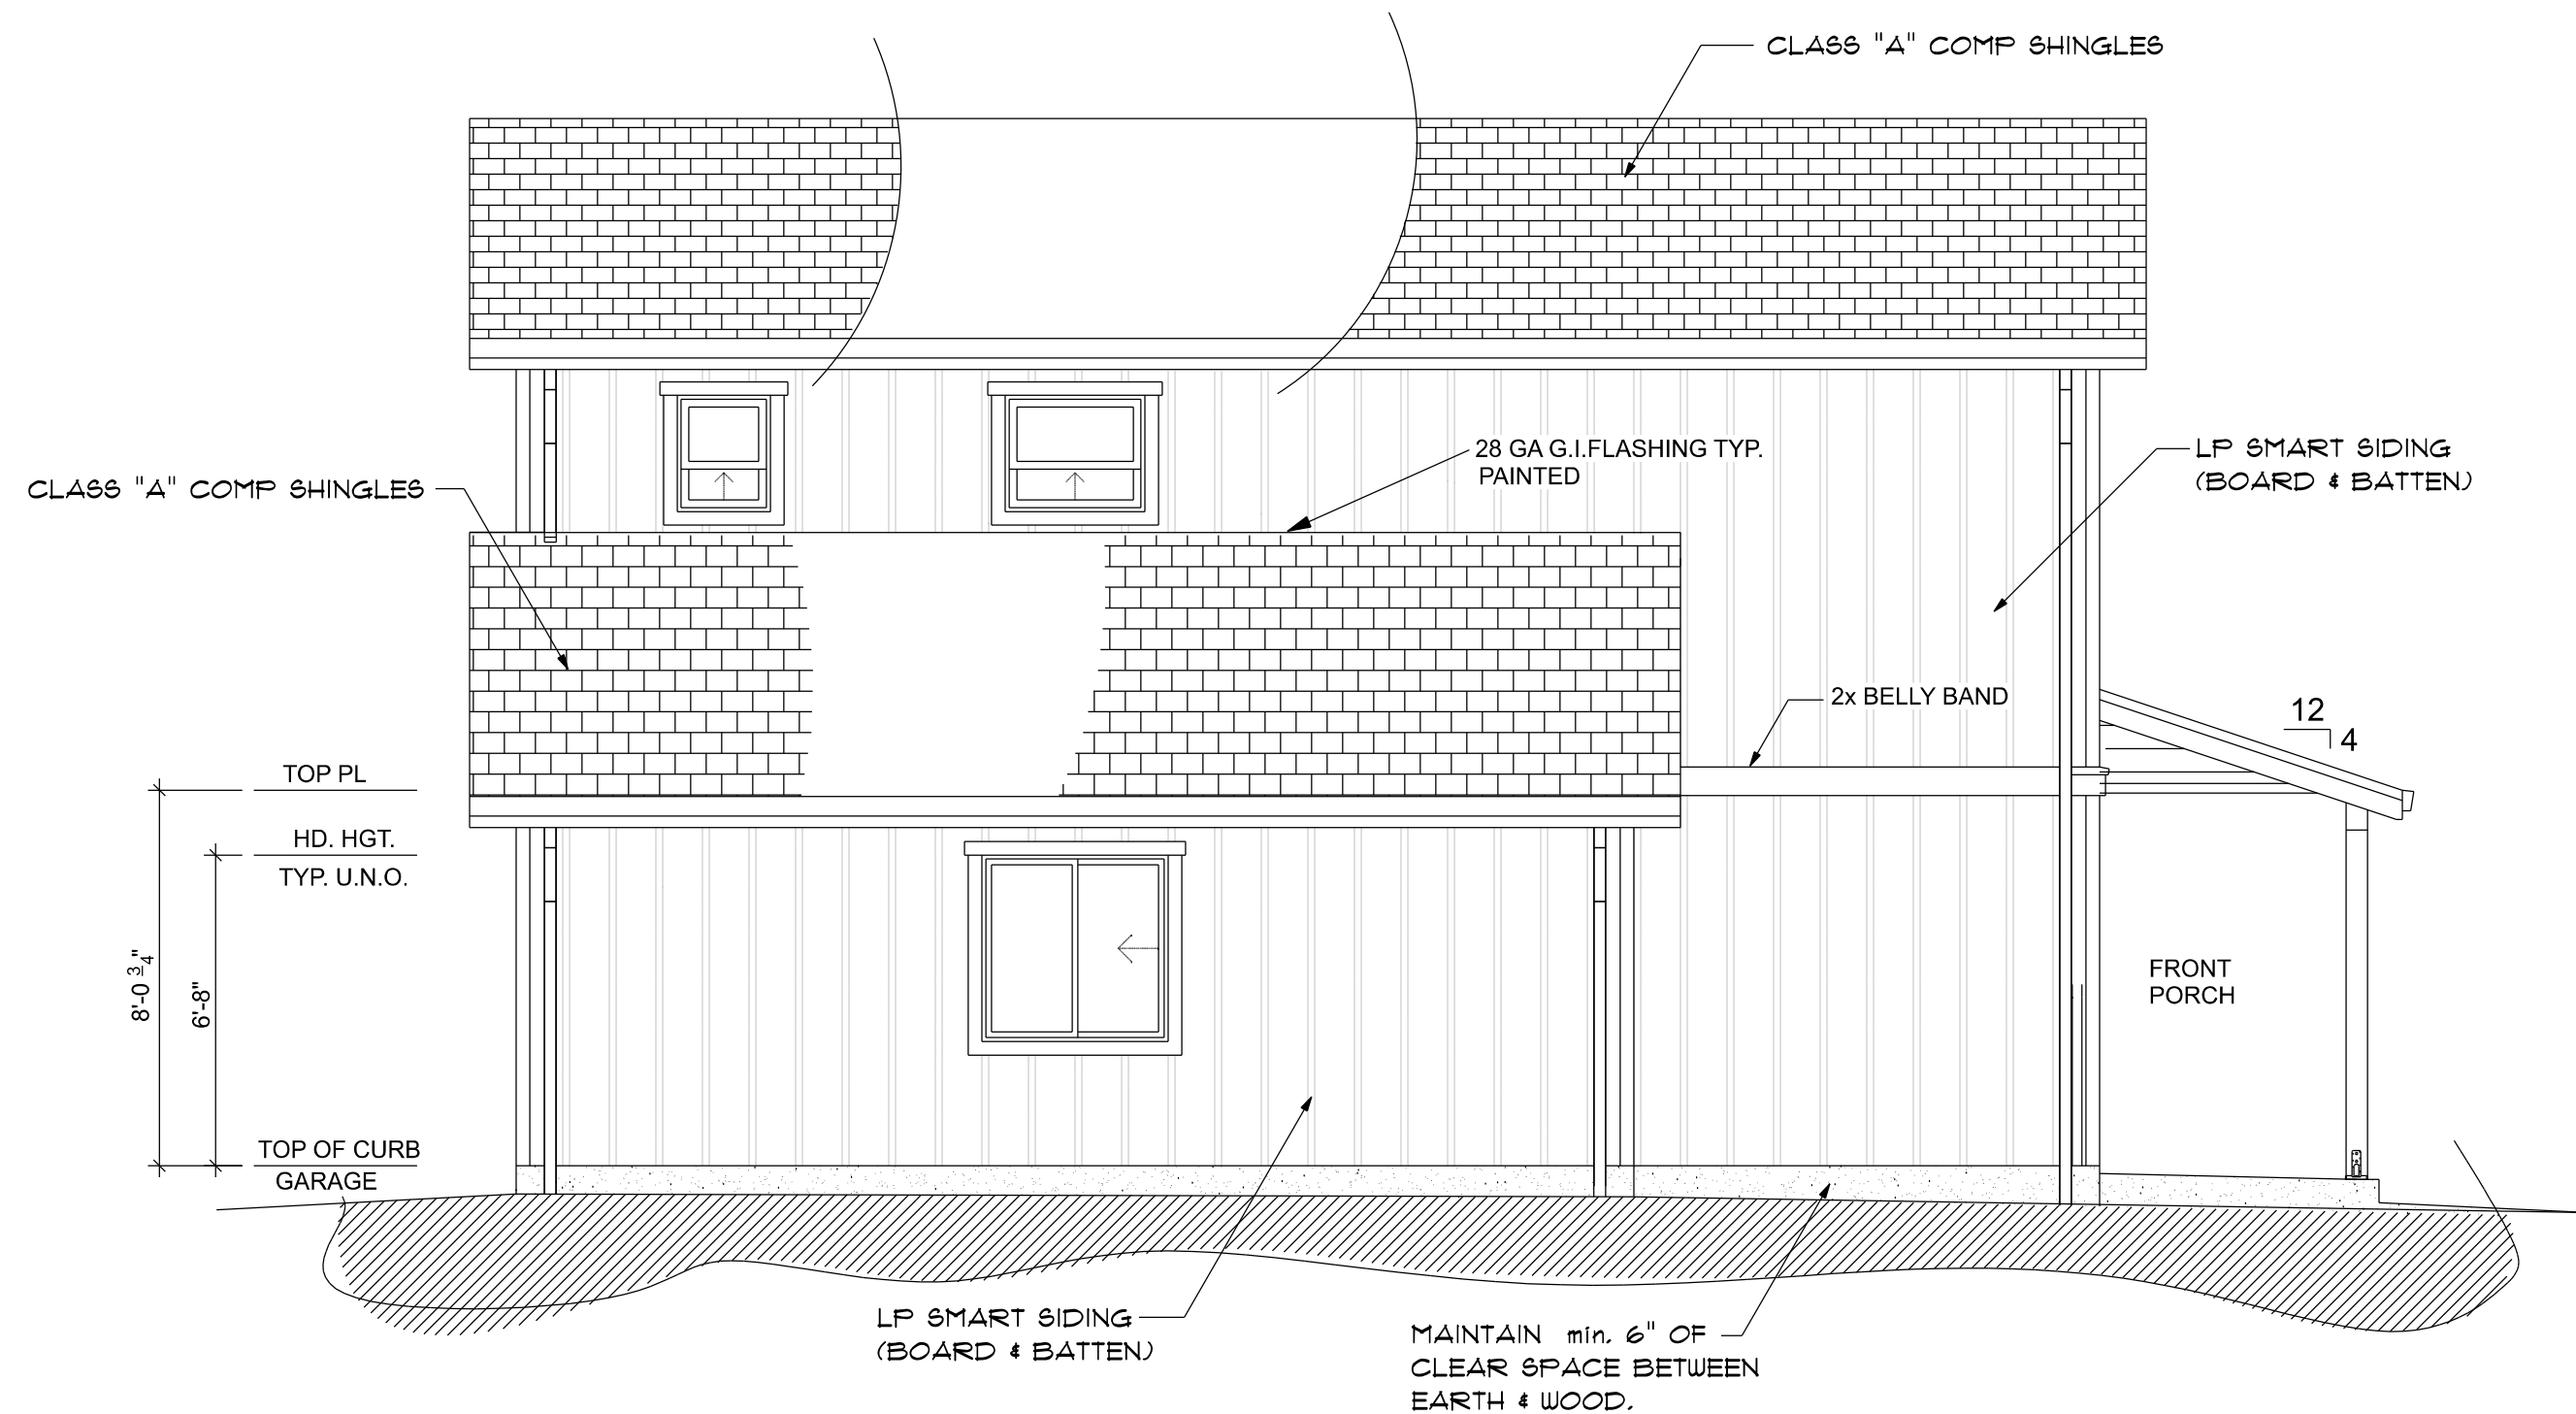 CLASS "A" COMP SHINGLES
28 GA G.I.FLASHING TYP.
PAINTED
LP SMART SIDING
(BOARD & BATTEN)
CLASS "A" COMP SHINGLES
2x BELLY BAND
12
4
TOP PL
HD. HGT.
TYP. U.N.O.
8'-0 3/4"
6'-8"
FRONT
PORCH
TOP OF CURB
GARAGE
LP SMART SIDING
(BOARD & BATTEN)
MAINTAIN min. 6" OF
CLEAR SPACE BETWEEN
EARTH & WOOD.